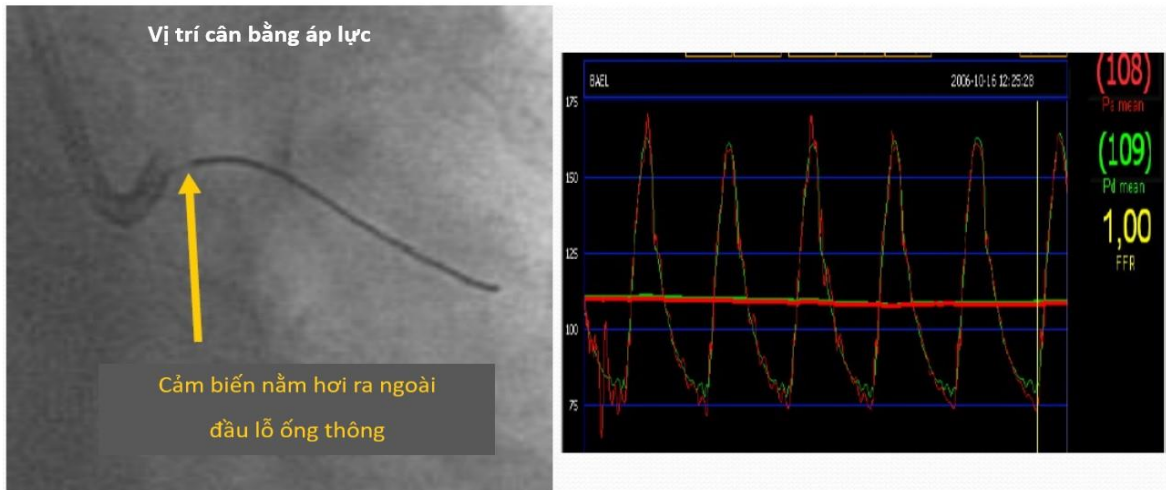 Vị trí cân bằng áp lực
Cảm biến nằm hơi ra ngoài
đầu lỗ ống thông
BAEL
2006-10-16 12:25:28
175
150
125
100
75
(108)
Pa mean
(109)
Pd mean
1,00
FFR